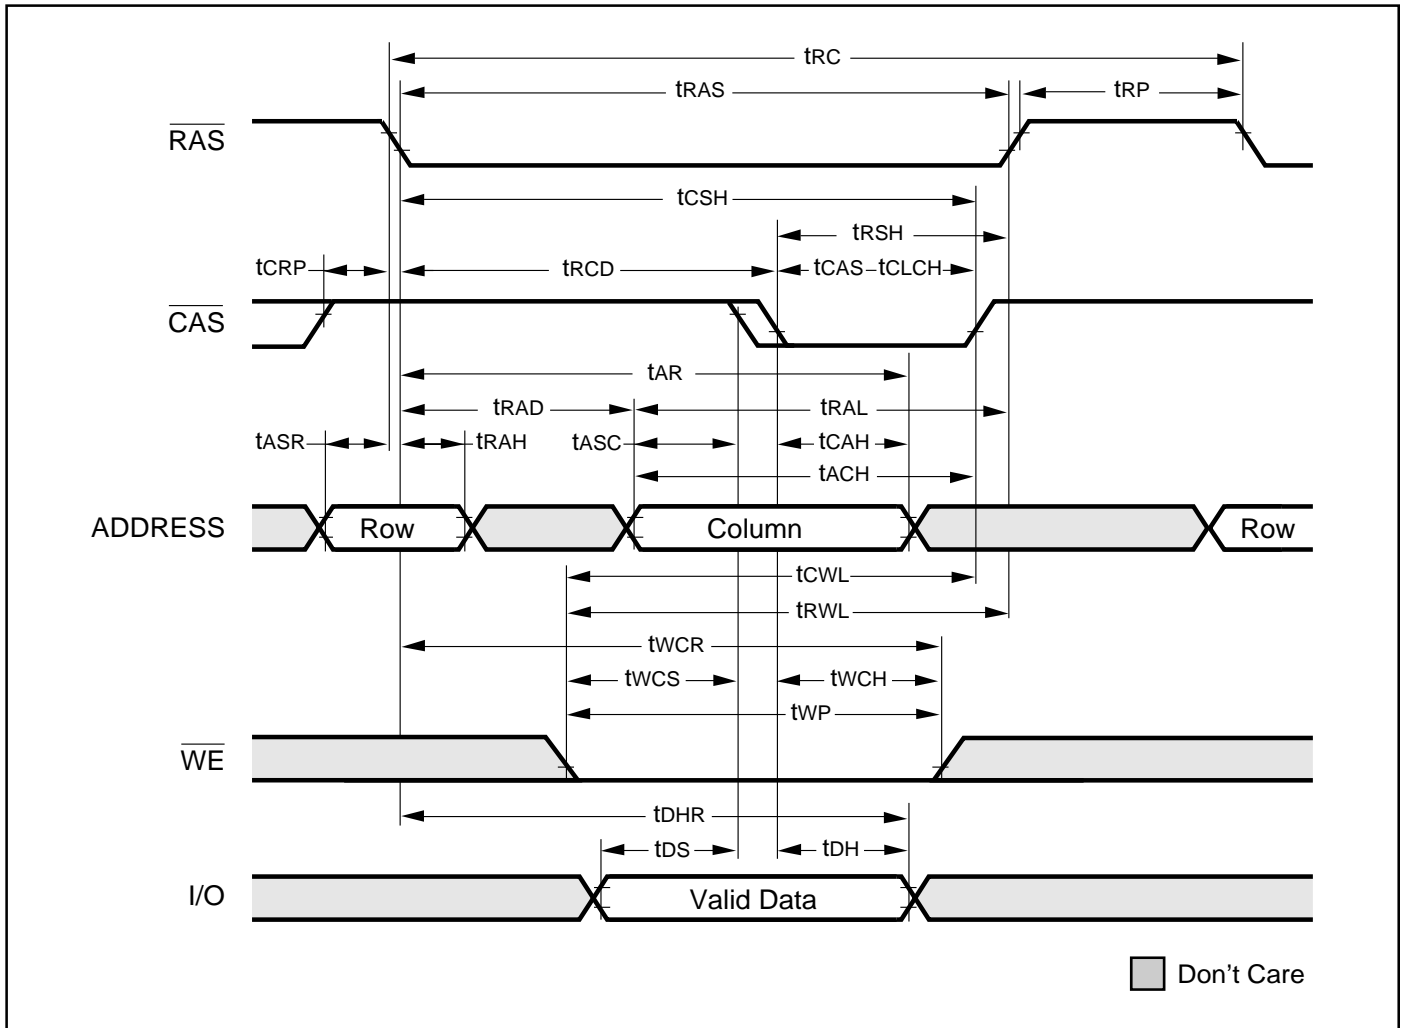 tRC
tRAS
tRP
RAS
tCSH
tRSH
tCRP
tRCD
tCAS
tCLCH
CAS
tAR
tRAD
tRAL
tASR
tRAH
tASC
tCAH
tACH
ADDRESS
Row
Column
Row
tCWL
tRWL
tWCR
tWCS
tWCH
tWP
WE
tDHR
tDS
tDH
I/O
Valid Data
Don't Care